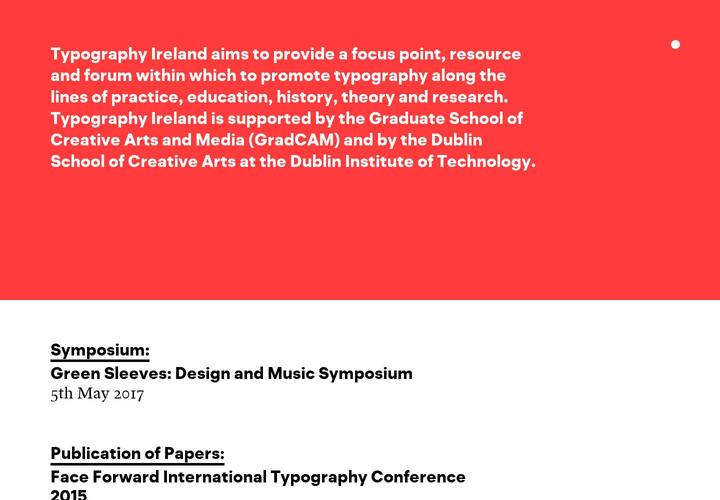 Typography Ireland aims to provide a focus point, resource
and forum within which to promote typography along the
lines of practice, education, history, theory and research.
Typography Ireland is supported by the Graduate School of
Creative Arts and Media (GradCAM) and by the Dublin
School of Creative Arts at the Dublin Institute of Technology.
Symposium:
Green Sleeves: Design and Music Symposium
5th May 2017
Publication of Papers:
Face Forward International Typography Conference
2015